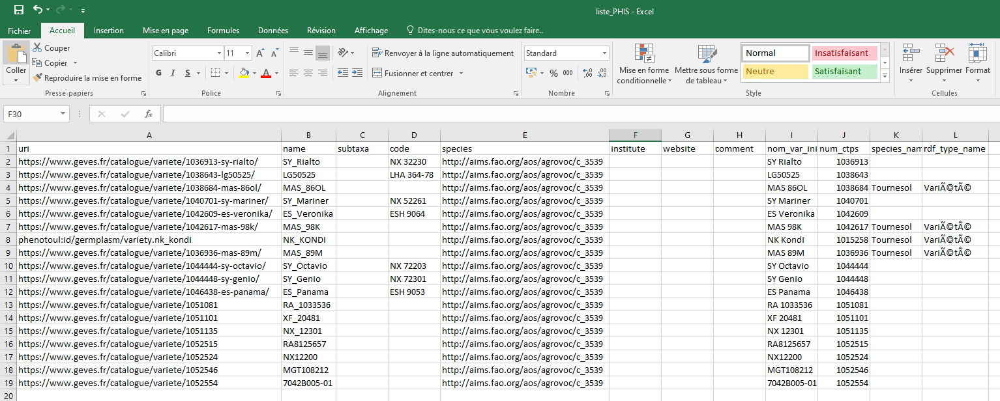 liste_PHIS - Excel
Fichier Accueil Insertion Mise en page Formules Données Révision Affichage Dites-nous ce que vous voulez faire..
Coller
Couper
Copier
Reproduire la mise en forme
Presse-papiers
Calibri 11
G I S
Police
Renvoyer à la ligne automatiquement
Fusionner et centrer
Alignement
Standard
% 000
Nombre
Mise en forme conditionnelle
Mettre sous forme de tableau
Normal Insatisfaisant
Neutre Satisfaisant
Style
Insérer Supprimer Format
Cellules
F30 fx
A B C D E F G H I J K L
1 uri name subtaxa code species institute website comment nom_var_ini num_ctps species_nam rdf_type_name
2 https://www.geves.fr/catalogue/variete/1036913-sy-rialto/ SY_Rialto NX 32230 http://aims.fao.org/aos/agrovoc/c_3539 SY Rialto 1036913
3 https://www.geves.fr/catalogue/variete/1038643-lg50525/ LG50525 LHA 364-78 http://aims.fao.org/aos/agrovoc/c_3539 LG50525 1038643
4 https://www.geves.fr/catalogue/variete/1038684-mas-86ol/ MAS_86OL http://aims.fao.org/aos/agrovoc/c_3539 MAS 86OL 1038684 Tournesol VariÃ©tÃ©
5 https://www.geves.fr/catalogue/variete/1040701-sy-mariner/ SY_Mariner NX 52261 http://aims.fao.org/aos/agrovoc/c_3539 SY Mariner 1040701
6 https://www.geves.fr/catalogue/variete/1042609-es-veronika/ ES_Veronika ESH 9064 http://aims.fao.org/aos/agrovoc/c_3539 ES Veronika 1042609
7 https://www.geves.fr/catalogue/variete/1042617-mas-98k/ MAS_98K http://aims.fao.org/aos/agrovoc/c_3539 MAS 98K 1042617 Tournesol VariÃ©tÃ©
8 phenotoul:id/germplasm/variety.nk_kondi NK_KONDI http://aims.fao.org/aos/agrovoc/c_3539 NK Kondi 1015258 Tournesol VariÃ©tÃ©
9 https://www.geves.fr/catalogue/variete/1036936-mas-89m/ MAS_89M http://aims.fao.org/aos/agrovoc/c_3539 MAS 89M 1036936 Tournesol VariÃ©tÃ©
10 https://www.geves.fr/catalogue/variete/1044444-sy-octavio/ SY_Octavio NX 72203 http://aims.fao.org/aos/agrovoc/c_3539 SY Octavio 1044444
11 https://www.geves.fr/catalogue/variete/1044448-sy-genio/ SY_Genio NX 72301 http://aims.fao.org/aos/agrovoc/c_3539 SY Genio 1044448
12 https://www.geves.fr/catalogue/variete/1046438-es-panama/ ES_Panama ESH 9053 http://aims.fao.org/aos/agrovoc/c_3539 ES Panama 1046438
13 https://www.geves.fr/catalogue/variete/1051081 RA_1033536 http://aims.fao.org/aos/agrovoc/c_3539 RA 1033536 1051081
14 https://www.geves.fr/catalogue/variete/1051101 XF_20481 http://aims.fao.org/aos/agrovoc/c_3539 XF 20481 1051101
15 https://www.geves.fr/catalogue/variete/1051135 NX_12301 http://aims.fao.org/aos/agrovoc/c_3539 NX 12301 1051135
16 https://www.geves.fr/catalogue/variete/1052515 RA8125657 http://aims.fao.org/aos/agrovoc/c_3539 RA8125657 1052515
17 https://www.geves.fr/catalogue/variete/1052524 NX12200 http://aims.fao.org/aos/agrovoc/c_3539 NX12200 1052524
18 https://www.geves.fr/catalogue/variete/1052546 MGT108212 http://aims.fao.org/aos/agrovoc/c_3539 MGT108212 1052546
19 https://www.geves.fr/catalogue/variete/1052554 7042B005-01 http://aims.fao.org/aos/agrovoc/c_3539 7042B005-01 1052554
20